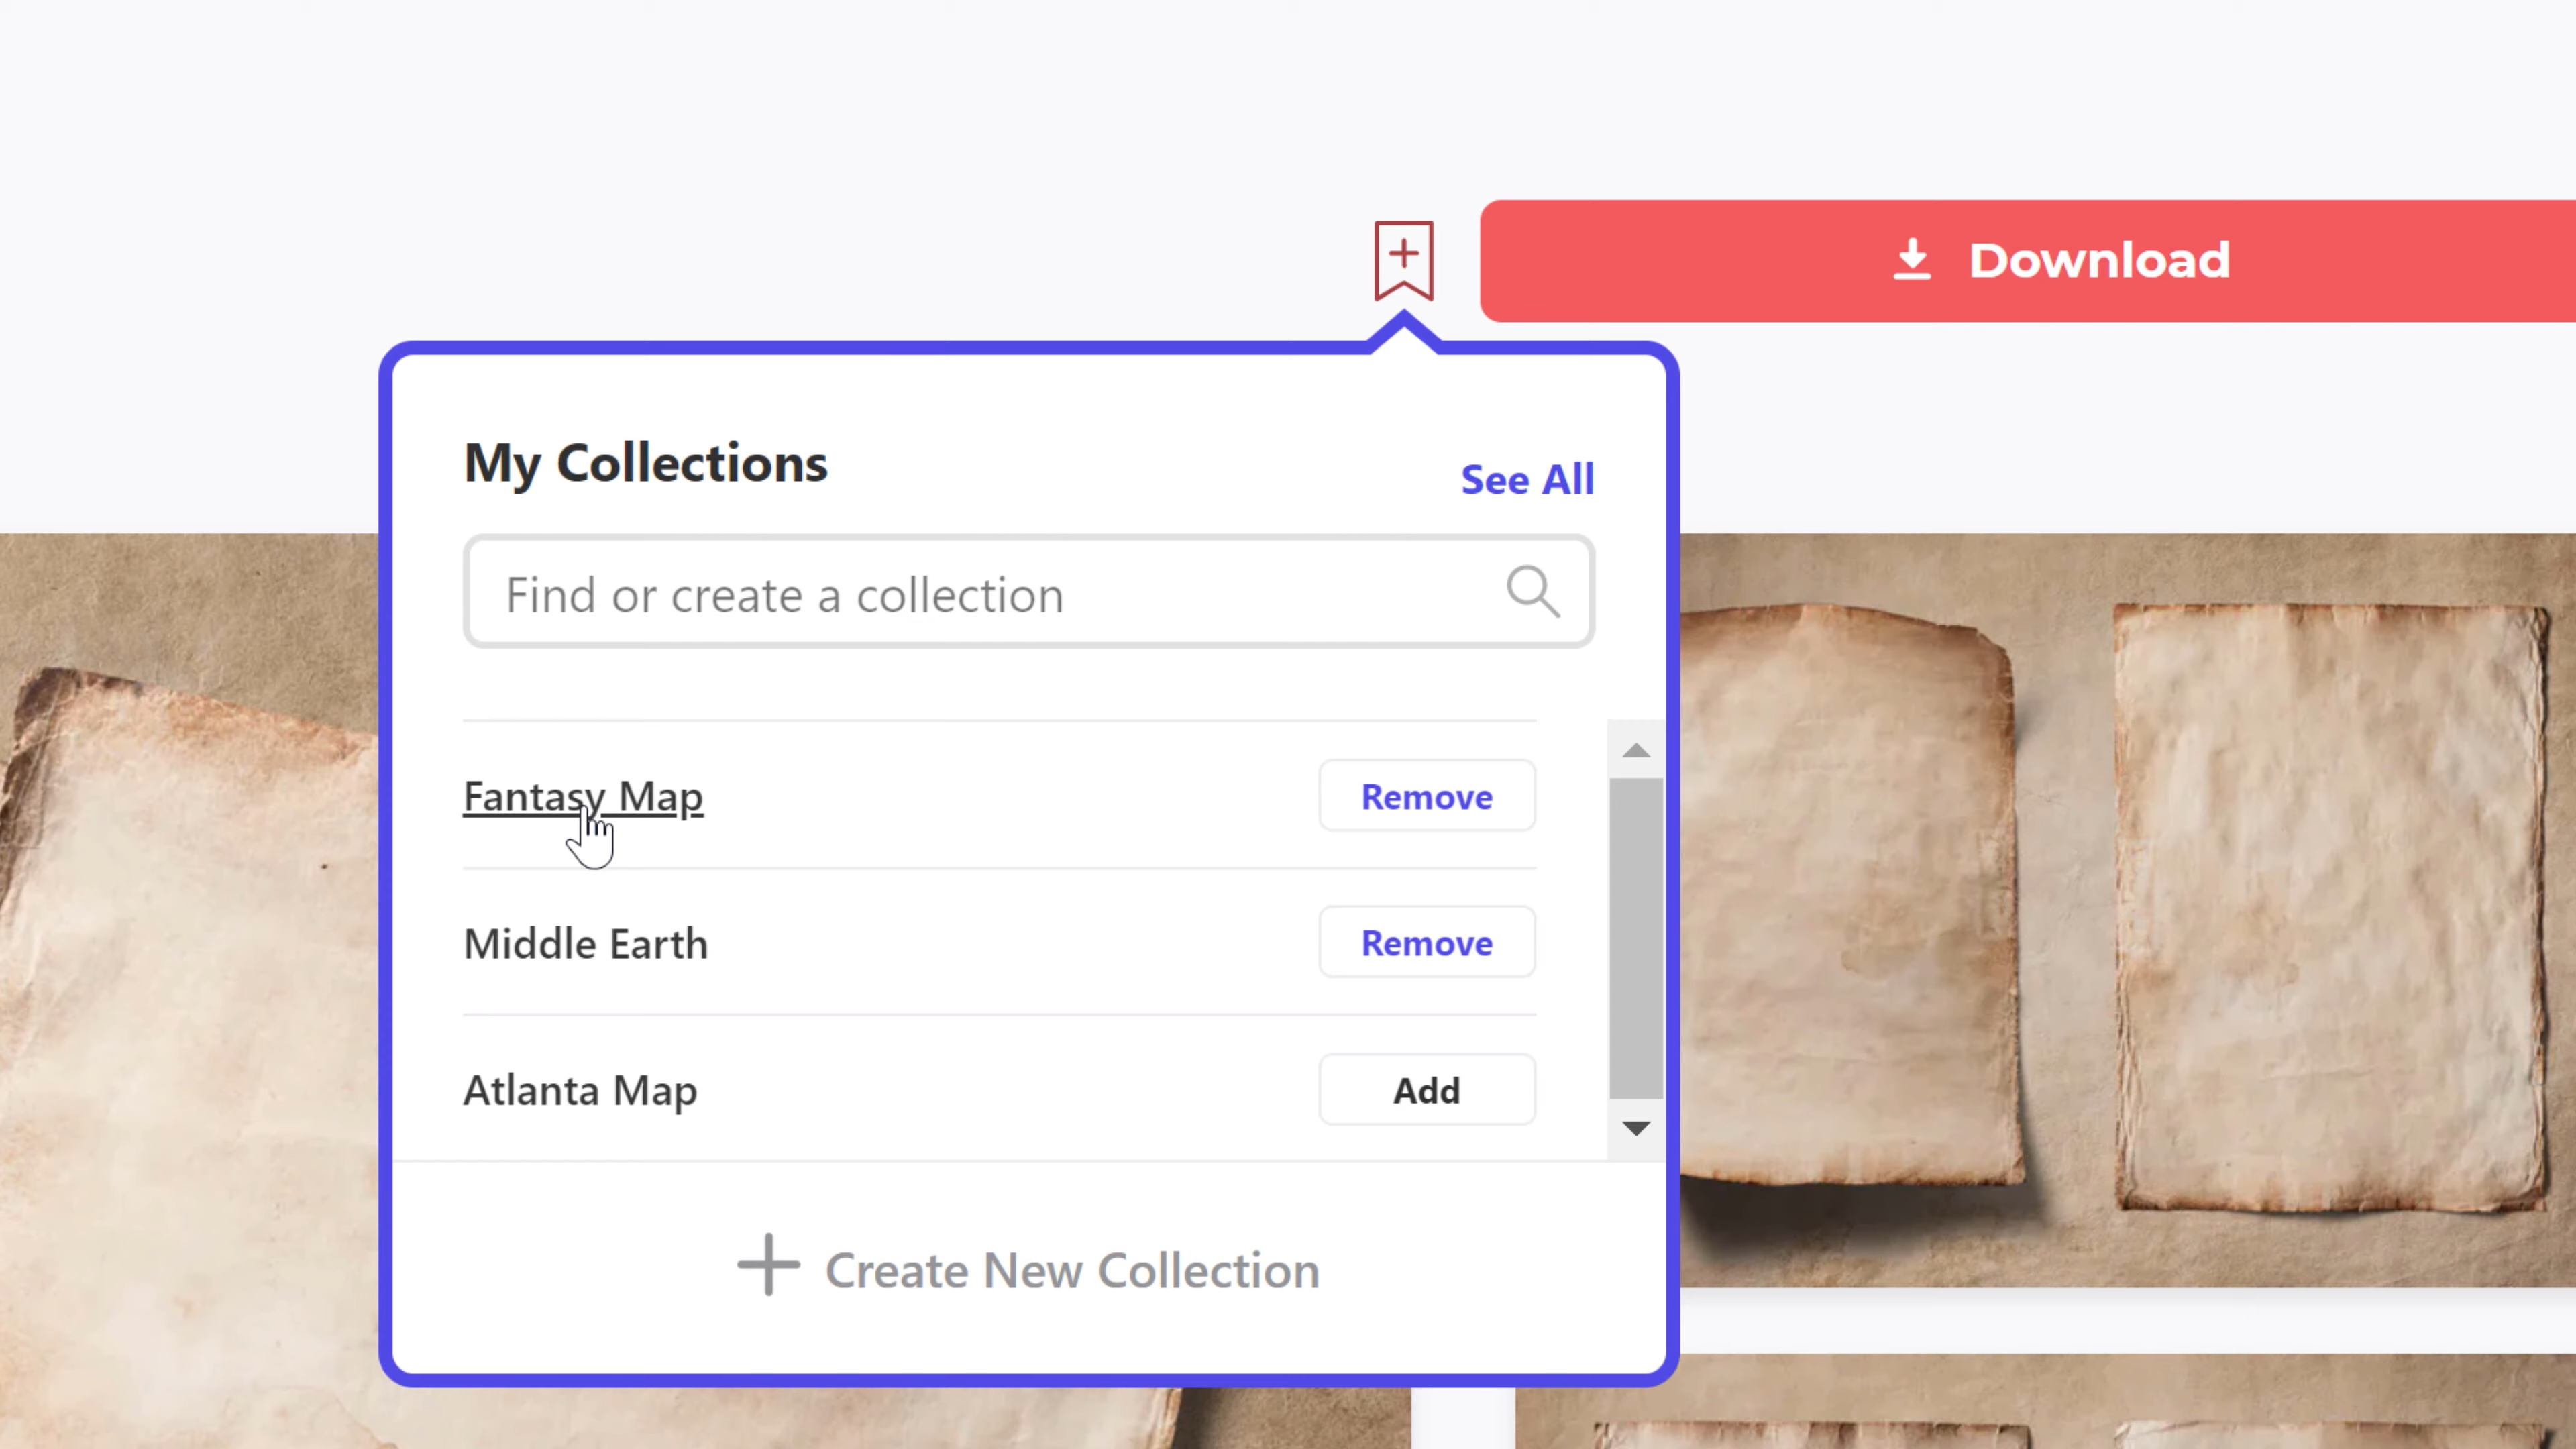 Download
My Collections
See All
Find or create a collection
Fantasy Map Remove
Middle Earth Remove
Atlanta Map Add
Create New Collection